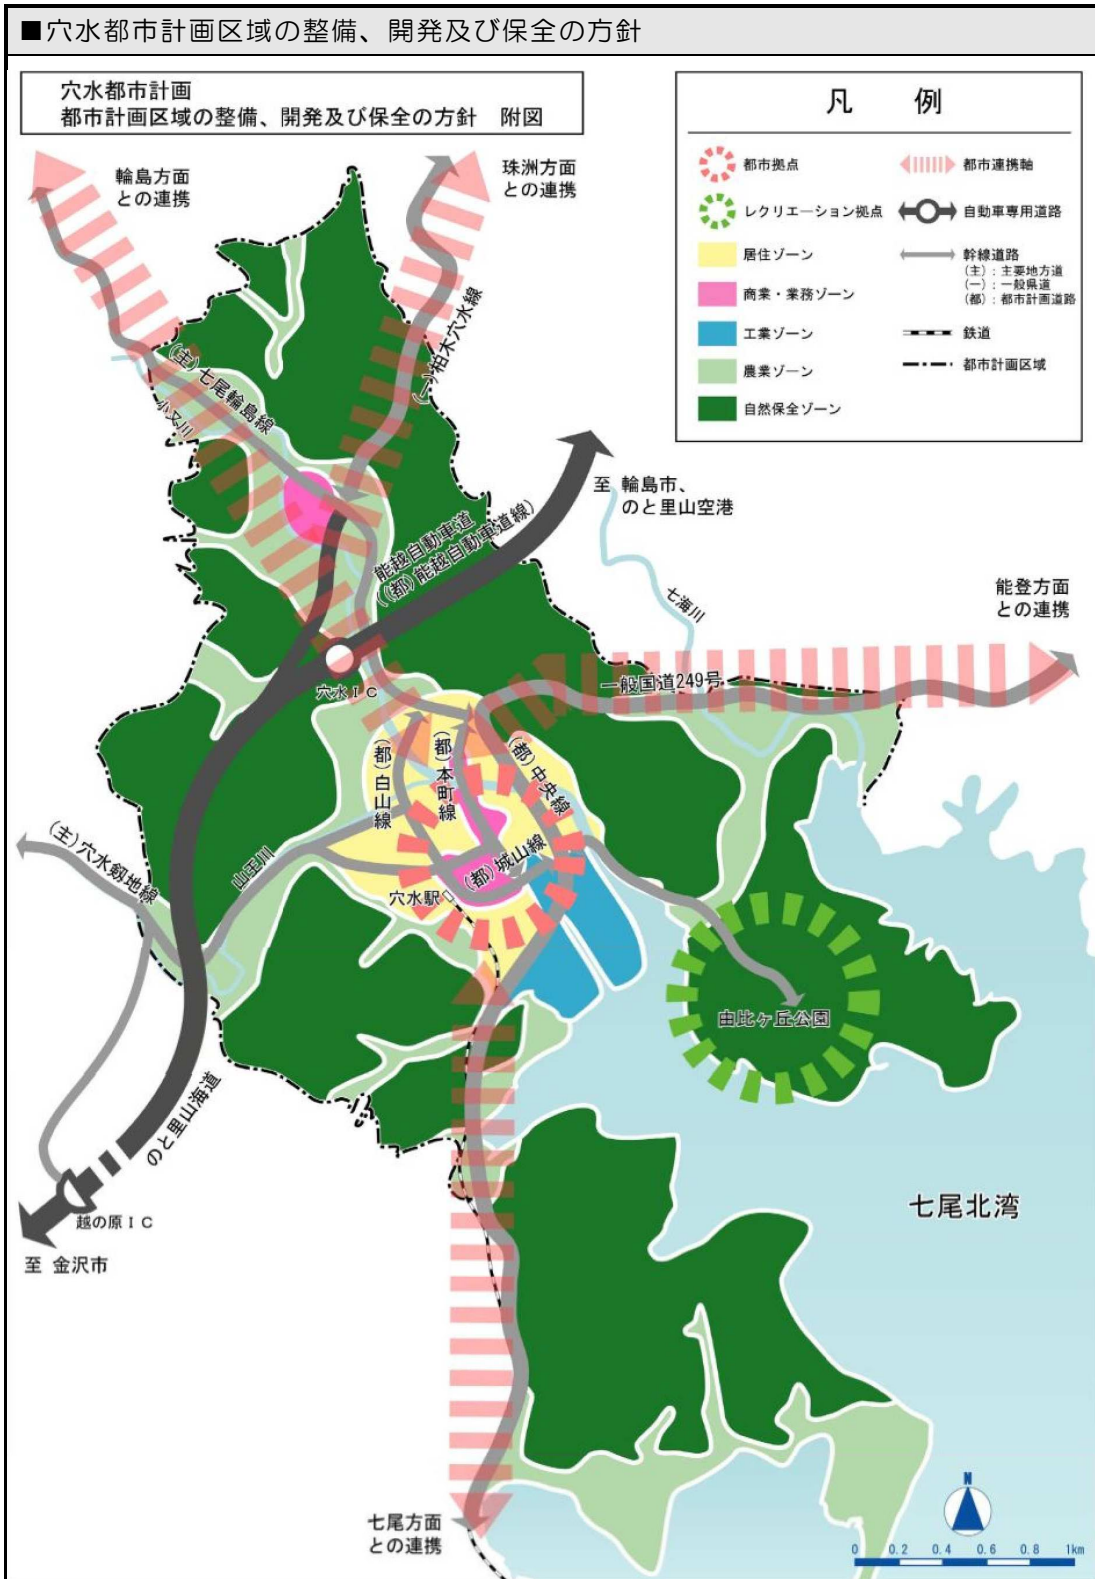 ■穴水都市計画区域の整備、開発及び保全の方針
穴水都市計画
都市計画区域の整備、開発及び保全の方針 附図
凡 例
都市拠点
レクリエーション拠点
居住ゾーン
商業・業務ゾーン
工業ゾーン
農業ゾーン
自然保全ゾーン
都市連携軸
自動車専用道路
幹線道路
(主)：主要地方道
(一)：一般県道
(都)：都市計画道路
鉄道
都市計画区域
輪島方面
との連携
珠洲方面
との連携
(主)七尾輪島線
小又川
(一)柏木穴水線
能越自動車道
((都)能越自動車道線)
至 輪島市、
のと里山空港
七海川
能登方面
との連携
一般国道249号
穴水IC
(都)白山線
(都)本町線
(都)中央線
(都)城山線
穴水駅
(主)穴水剱地線
山王川
由比ヶ丘公園
のと里山海道
越の原IC
至 金沢市
七尾北湾
七尾方面
との連携
N
0 0.2 0.4 0.6 0.8 1km